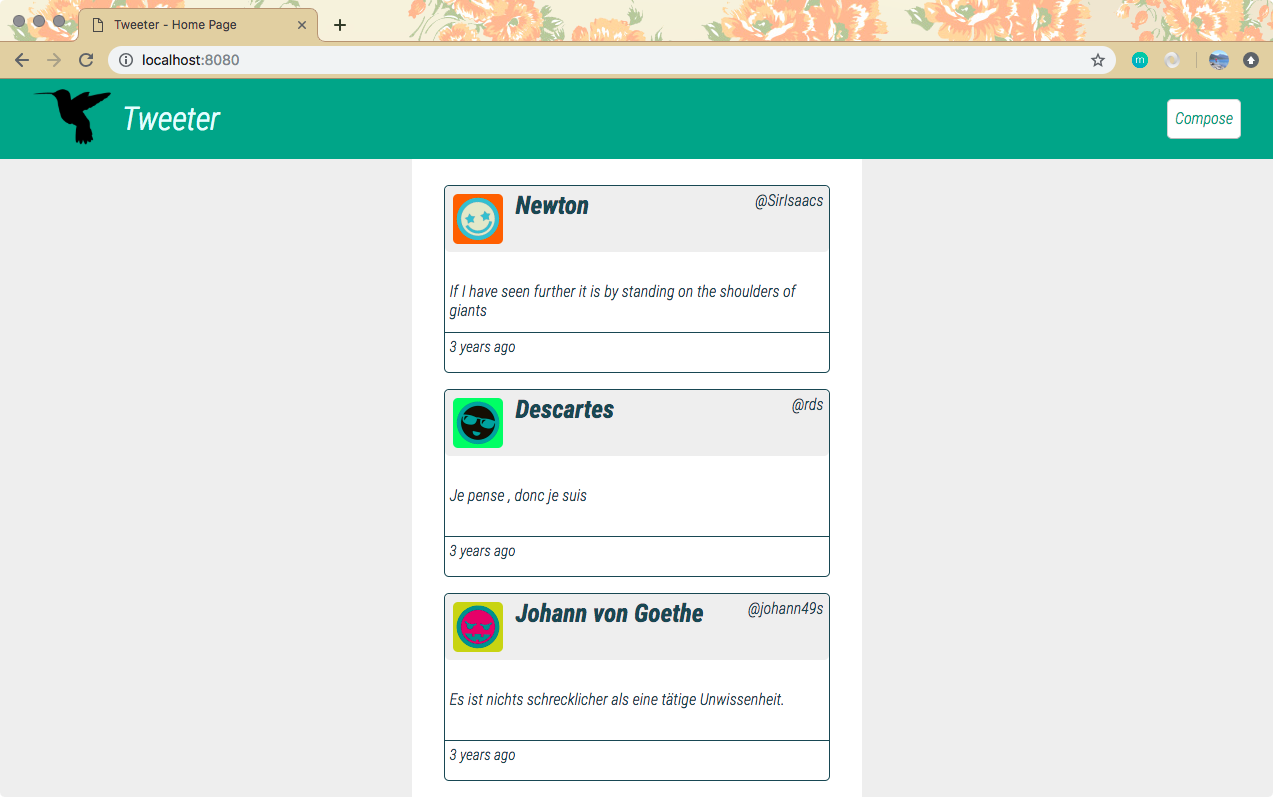 Tweeter - Home Page
localhost:8080
m
Tweeter
Compose
Newton
@SirIsaacs
If I have seen further it is by standing on the shoulders of
giants
3 years ago
Descartes
@rds
Je pense , donc je suis
3 years ago
Johann von Goethe
@johann49s
Es ist nichts schrecklicher als eine tätige Unwissenheit.
3 years ago